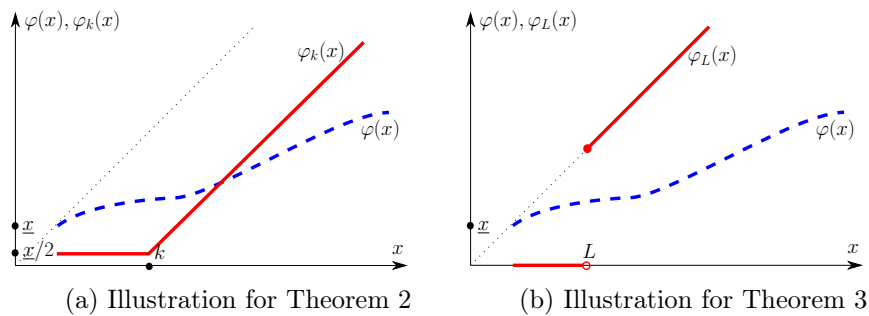 φ(x), φ_k(x)
φ_k(x)
φ(x)
x̲
x̲/2
k
x
(a) Illustration for Theorem 2
φ(x), φ_L(x)
φ_L(x)
φ(x)
x̲
L
x
(b) Illustration for Theorem 3